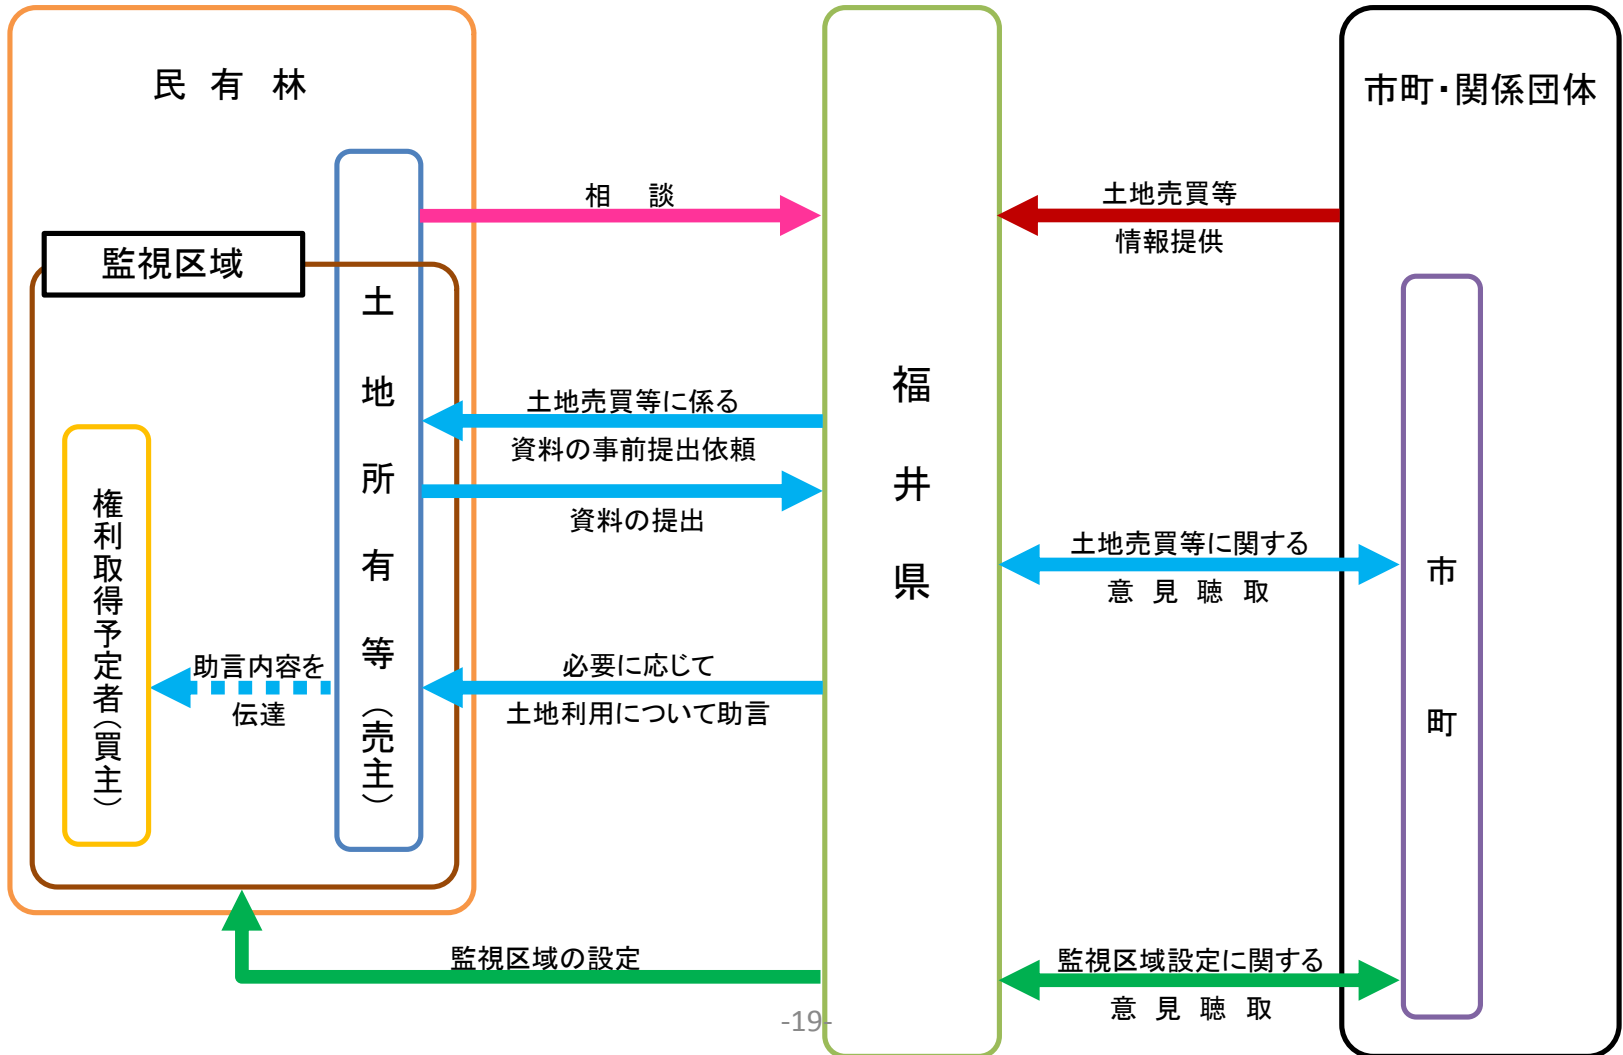 民 有 林
監視区域
土地所有等(売主)
権利取得予定者(買主)
助言内容を
伝達
相　談
土地売買等に係る
資料の事前提出依頼
資料の提出
必要に応じて
土地利用について助言
監視区域の設定
福井県
土地売買等
情報提供
土地売買等に関する
意 見 聴 取
監視区域設定に関する
意 見 聴 取
市町・関係団体
市町
-19-